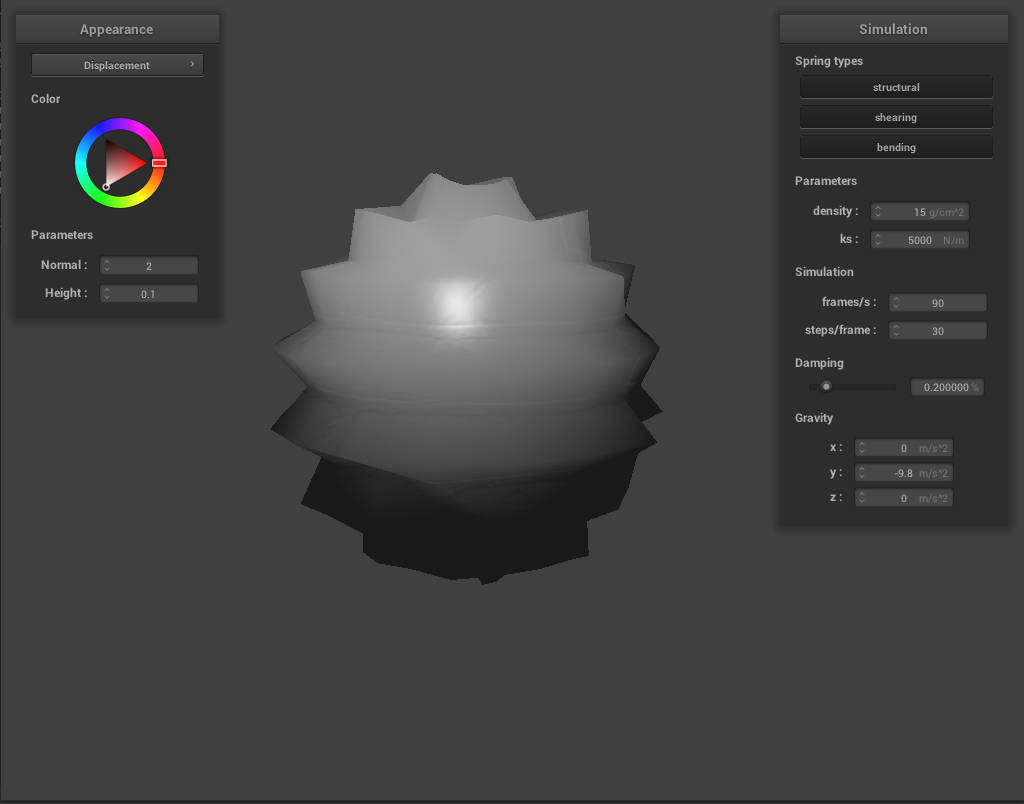 Appearance
Displacement
Color
Parameters
Normal : 2
Height : 0.1
Simulation
Spring types
structural
shearing
bending
Parameters
density : 15 g/cm^2
ks : 5000 N/m
Simulation
frames/s : 90
steps/frame : 30
Damping
0.200000 %
Gravity
x : 0 m/s^2
y : -9.8 m/s^2
z : 0 m/s^2